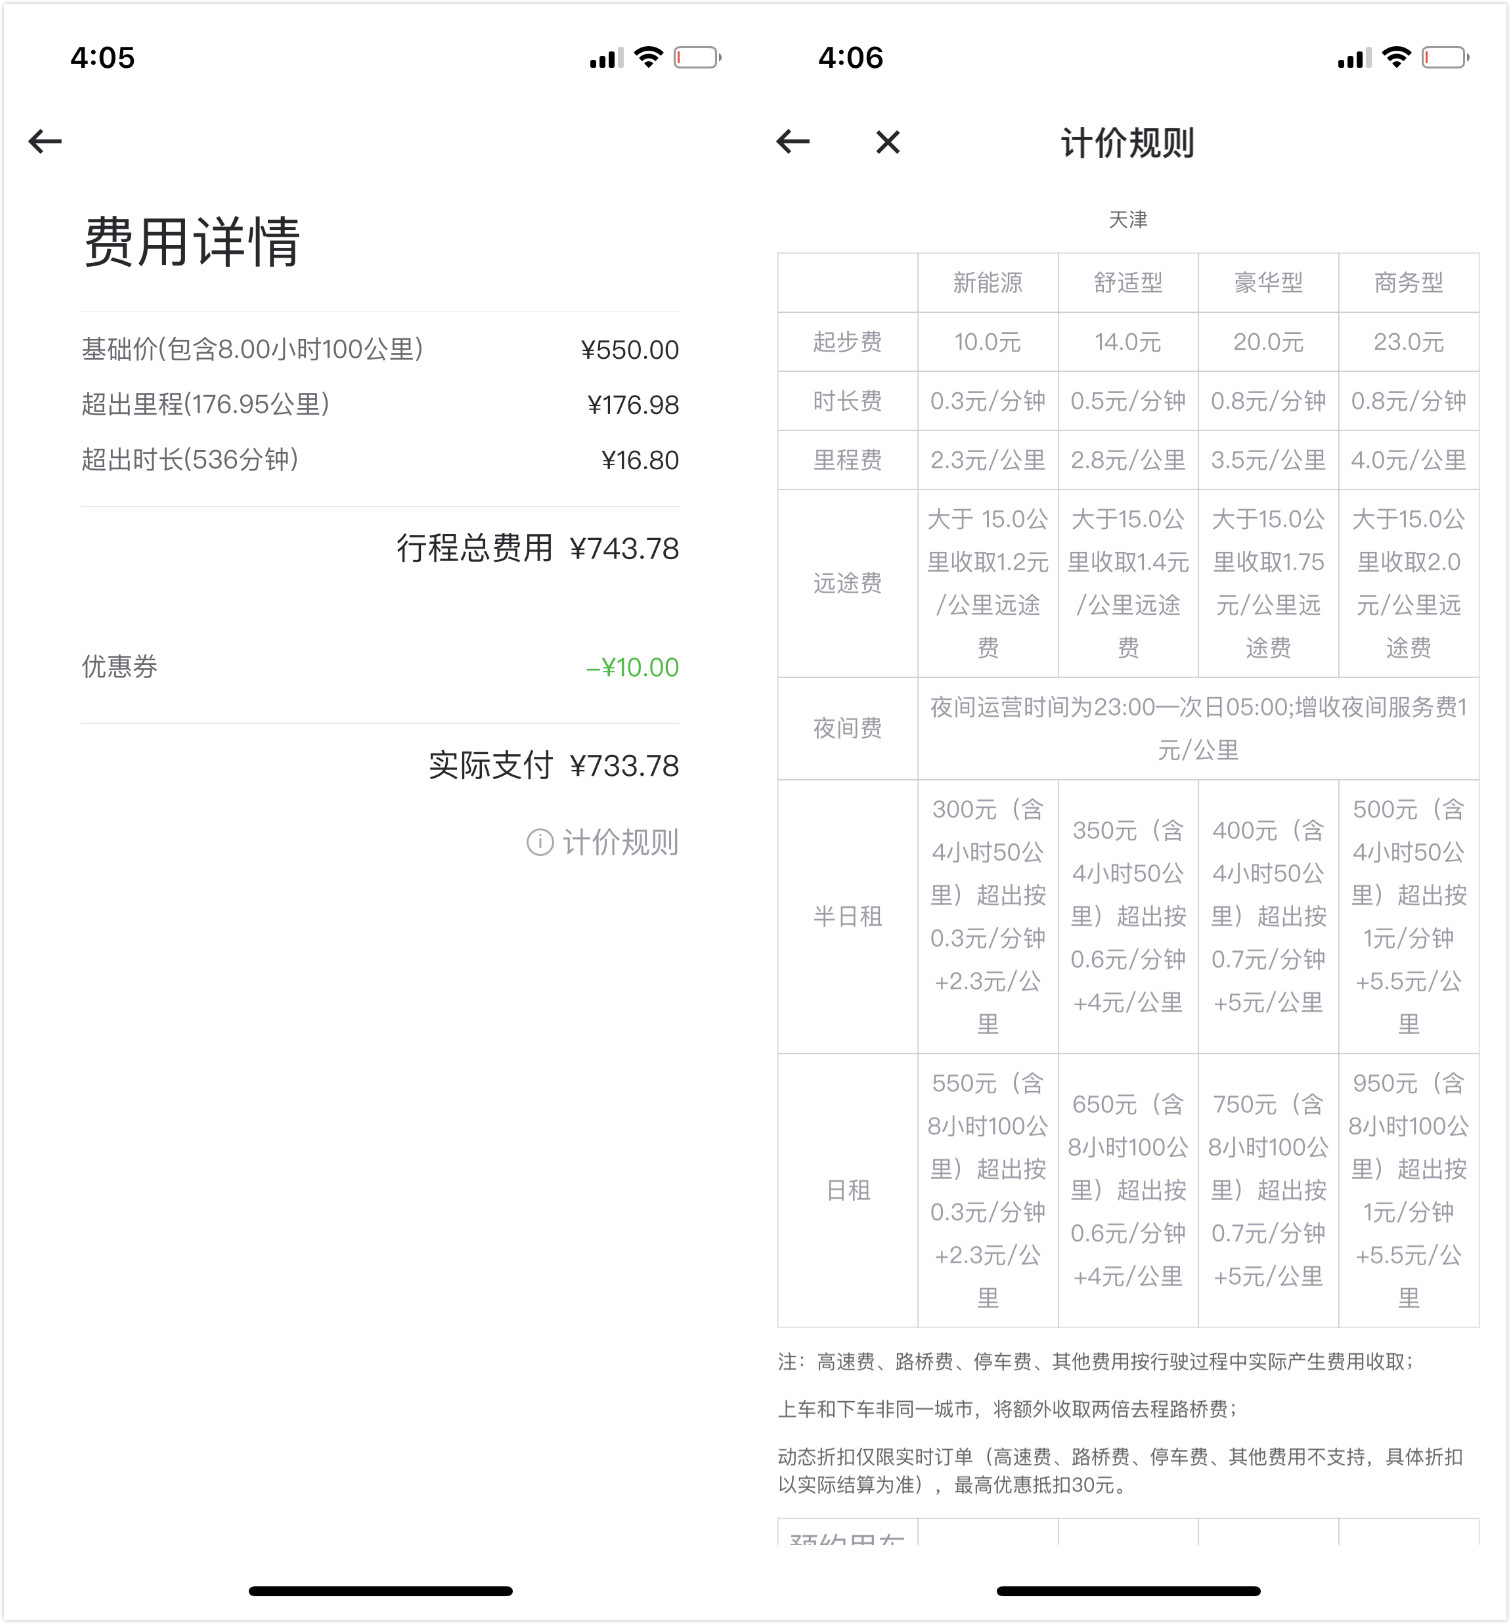 4:05
费用详情
基础价(包含8.00小时100公里) ¥550.00
超出里程(176.95公里) ¥176.98
超出时长(536分钟) ¥16.80
行程总费用 ¥743.78
优惠券 -¥10.00
实际支付 ¥733.78
计价规则
4:06
计价规则
天津
新能源 舒适型 豪华型 商务型
起步费 10.0元 14.0元 20.0元 23.0元
时长费 0.3元/分钟 0.5元/分钟 0.8元/分钟 0.8元/分钟
里程费 2.3元/公里 2.8元/公里 3.5元/公里 4.0元/公里
远途费
大于 15.0公
里收取1.2元
/公里远途
费
大于15.0公
里收取1.4元
/公里远途
费
大于15.0公
里收取1.75
元/公里远
途费
大于15.0公
里收取2.0
元/公里远
途费
夜间费
夜间运营时间为23:00—次日05:00;增收夜间服务费1
元/公里
半日租
300元（含
4小时50公
里）超出按
0.3元/分钟
+2.3元/公
里
350元（含
4小时50公
里）超出按
0.6元/分钟
+4元/公里
400元（含
4小时50公
里）超出按
0.7元/分钟
+5元/公里
500元（含
4小时50公
里）超出按
1元/分钟
+5.5元/公
里
日租
550元（含
8小时100公
里）超出按
0.3元/分钟
+2.3元/公
里
650元（含
8小时100公
里）超出按
0.6元/分钟
+4元/公里
750元（含
8小时100公
里）超出按
0.7元/分钟
+5元/公里
950元（含
8小时100公
里）超出按
1元/分钟
+5.5元/公
里
注：高速费、路桥费、停车费、其他费用按行驶过程中实际产生费用收取；
上车和下车非同一城市，将额外收取两倍去程路桥费；
动态折扣仅限实时订单（高速费、路桥费、停车费、其他费用不支持，具体折扣
以实际结算为准），最高优惠抵扣30元。
预约用车